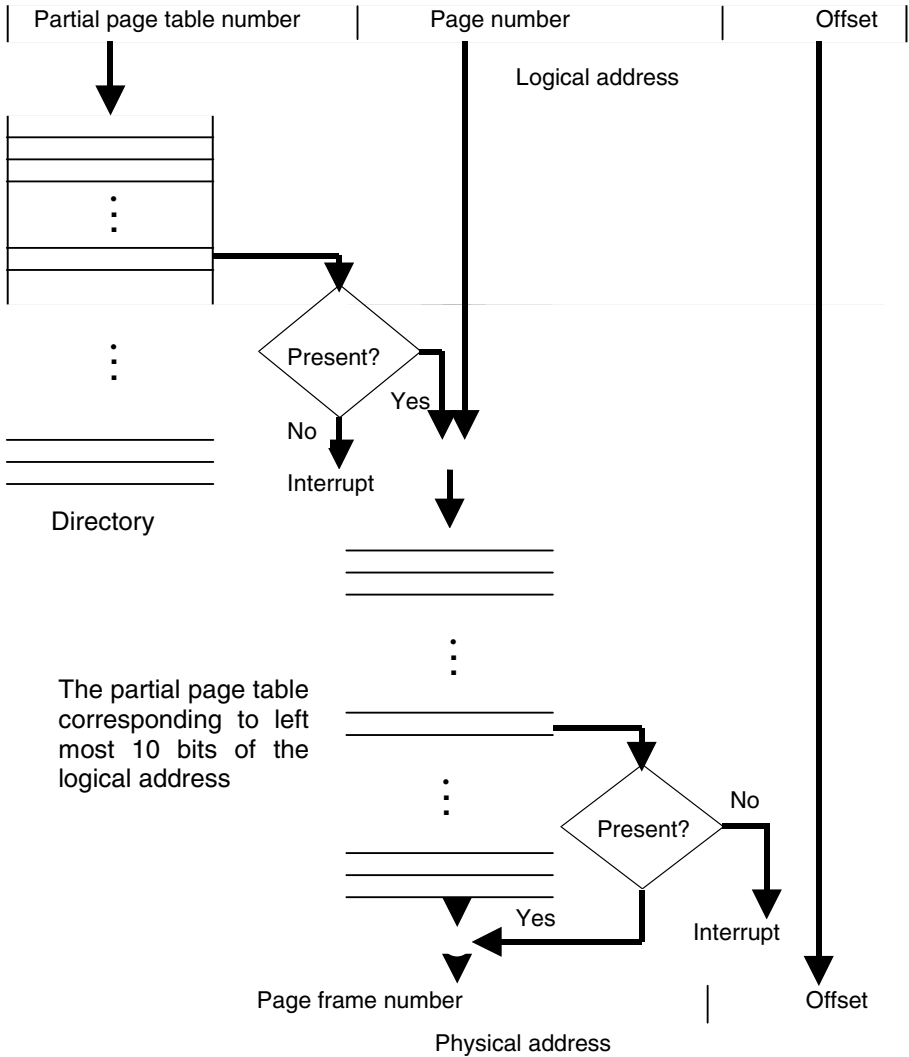 Partial page table number Page number Offset
Logical address
Present?
Yes
No
Interrupt
Directory
The partial page table
corresponding to left
most 10 bits of the
logical address
No
Present?
Yes
Interrupt
Page frame number Offset
Physical address